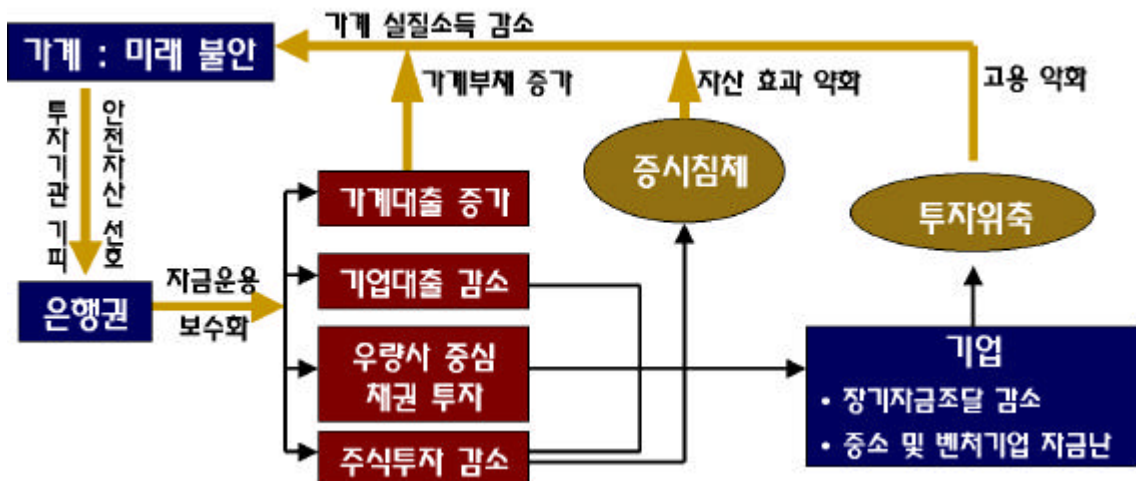 가계 실질소득 감소
가계 : 미래 불안
가계부채 증가
자산 효과 약화
고용 악화
투자기관 기피
안전자산 선호
증시침체
가계대출 증가
투자위축
자금운용
기업대출 감소
은행권
보수화
우량사 중심
채권 투자
기업
• 장기자금조달 감소
• 중소 및 벤처기업 자금난
주식투자 감소